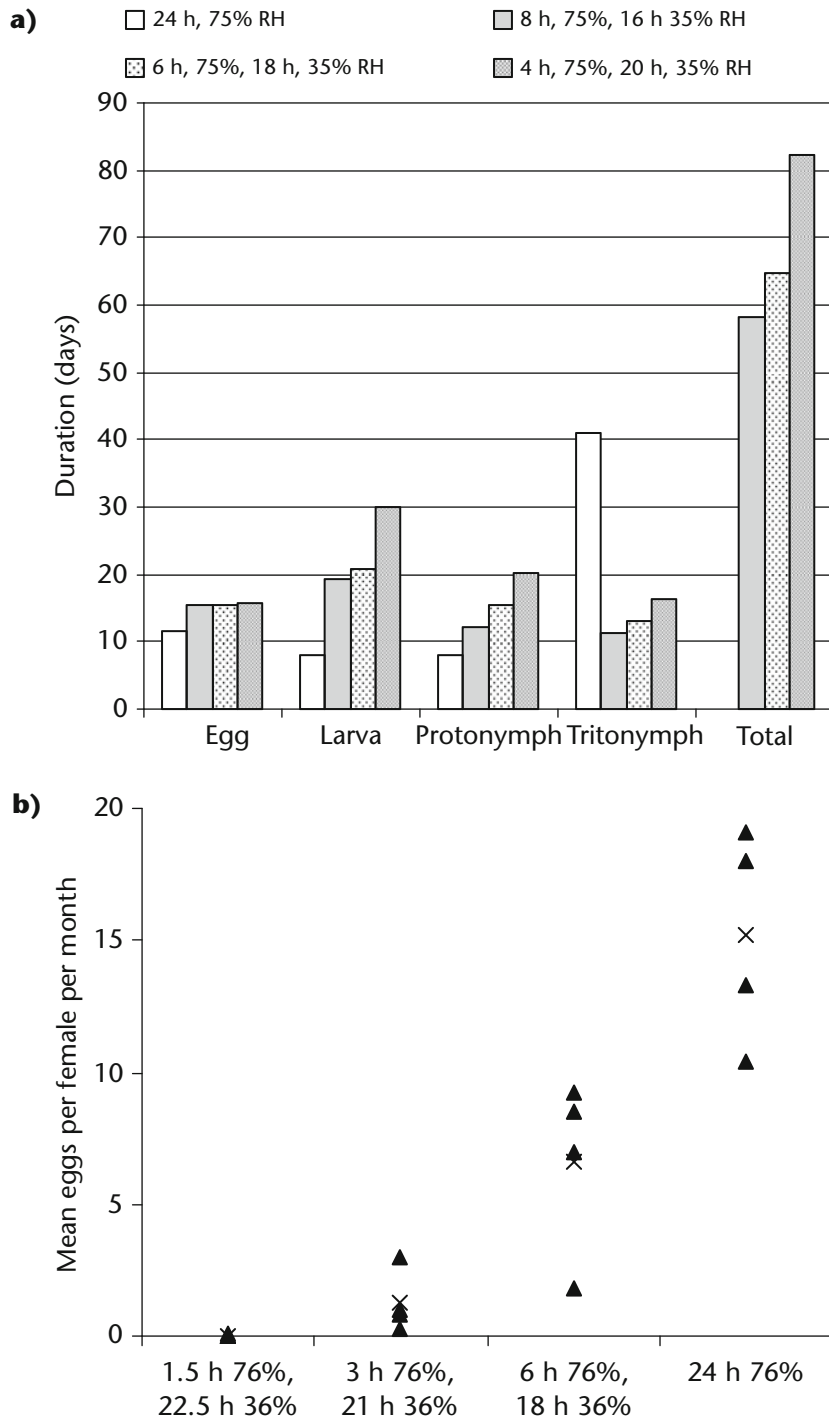 a)
24 h, 75% RH
8 h, 75%, 16 h 35% RH
6 h, 75%, 18 h, 35% RH
4 h, 75%, 20 h, 35% RH
90
80
70
60
50
40
30
20
10
0
Duration (days)
Egg
Larva
Protonymph
Tritonymph
Total
b)
20
15
10
5
0
Mean eggs per female per month
1.5 h 76%,
22.5 h 36%
3 h 76%,
21 h 36%
6 h 76%,
18 h 36%
24 h 76%